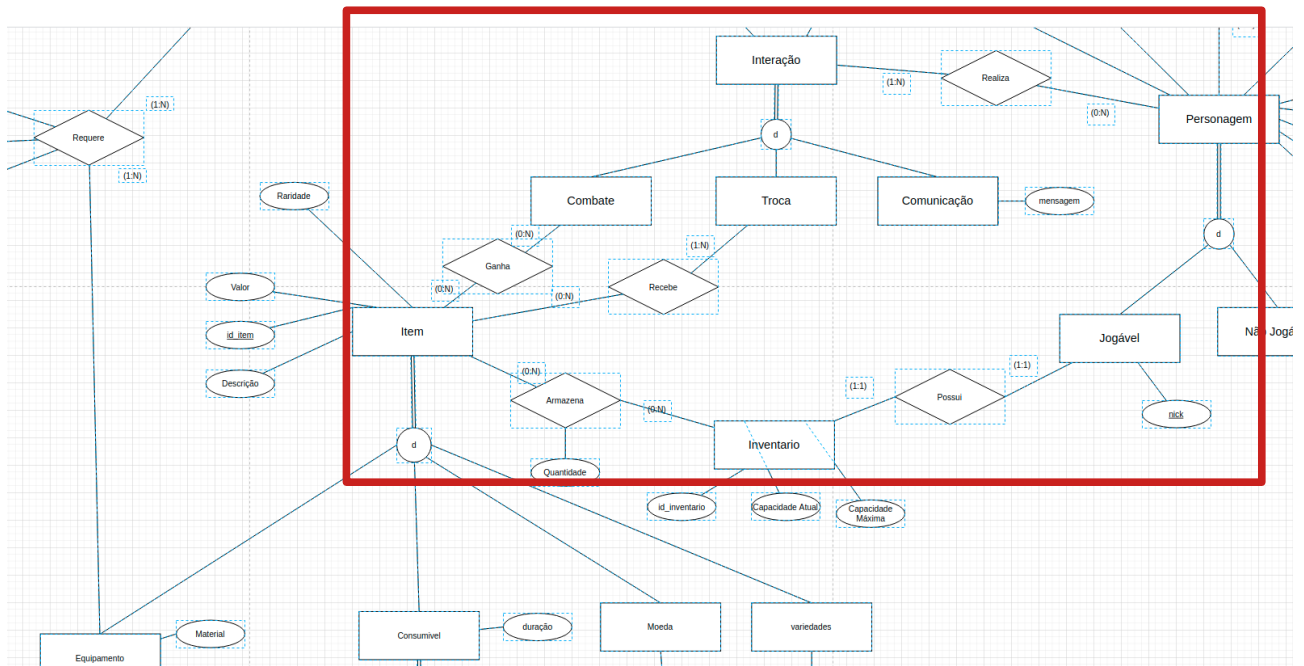 Interação
(1:N)
Realiza
(0:N)
Personagem
(1:N)
Requere
(1:N)
d
Raridade
Combate
Troca
Comunicação
mensagem
(0:N)
(1:N)
d
Ganha
(0:N)
(0:N)
Recebe
Valor
id_item
Descrição
Item
Jogável
Não Jogá
(0:N)
Armazena
(0:N)
(1:1)
Possui
(1:1)
nick
d
Inventario
Quantidade
id_inventario
Capacidade Atual
Capacidade
Máxima
Material
Equipamento
Consumivel
duração
Moeda
variedades